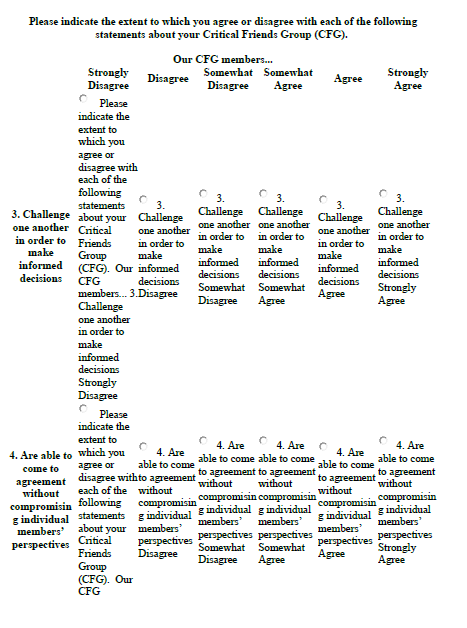 Please indicate the extent to which you agree or disagree with each of the following
statements about your Critical Friends Group (CFG).
Our CFG members...
Strongly
Disagree
Disagree
Somewhat
Disagree
Somewhat
Agree
Agree
Strongly
Agree
3. Challenge
one another
in order to
make
informed
decisions
Please
indicate the
extent to
which you
agree or
disagree with
each of the
following
statements
about your
Critical
Friends
Group
(CFG). Our
CFG
members... 3.
Challenge
one another
in order to
make
informed
decisions
Strongly
Disagree
3.
Challenge
one another
in order to
make
informed
decisions
Disagree
3.
Challenge
one another
in order to
make
informed
decisions
Somewhat
Disagree
3.
Challenge
one another
in order to
make
informed
decisions
Somewhat
Agree
3.
Challenge
one another
in order to
make
informed
decisions
Agree
3.
Challenge
one another
in order to
make
informed
decisions
Strongly
Agree
4. Are able to
come to
agreement
without
compromisin
g individual
members'
perspectives
Please
indicate the
extent to
which you
agree or
disagree with
each of the
following
statements
about your
Critical
Friends
Group
(CFG). Our
CFG
4. Are
able to come
to agreement
without
compromisin
g individual
members'
perspectives
Disagree
4. Are
able to come
to agreement
without
compromisin
g individual
members'
perspectives
Somewhat
Disagree
4. Are
able to come
to agreement
without
compromisin
g individual
members'
perspectives
Somewhat
Agree
4. Are
able to come
to agreement
without
compromisin
g individual
members'
perspectives
Agree
4. Are
able to come
to agreement
without
compromisin
g individual
members'
perspectives
Strongly
Agree